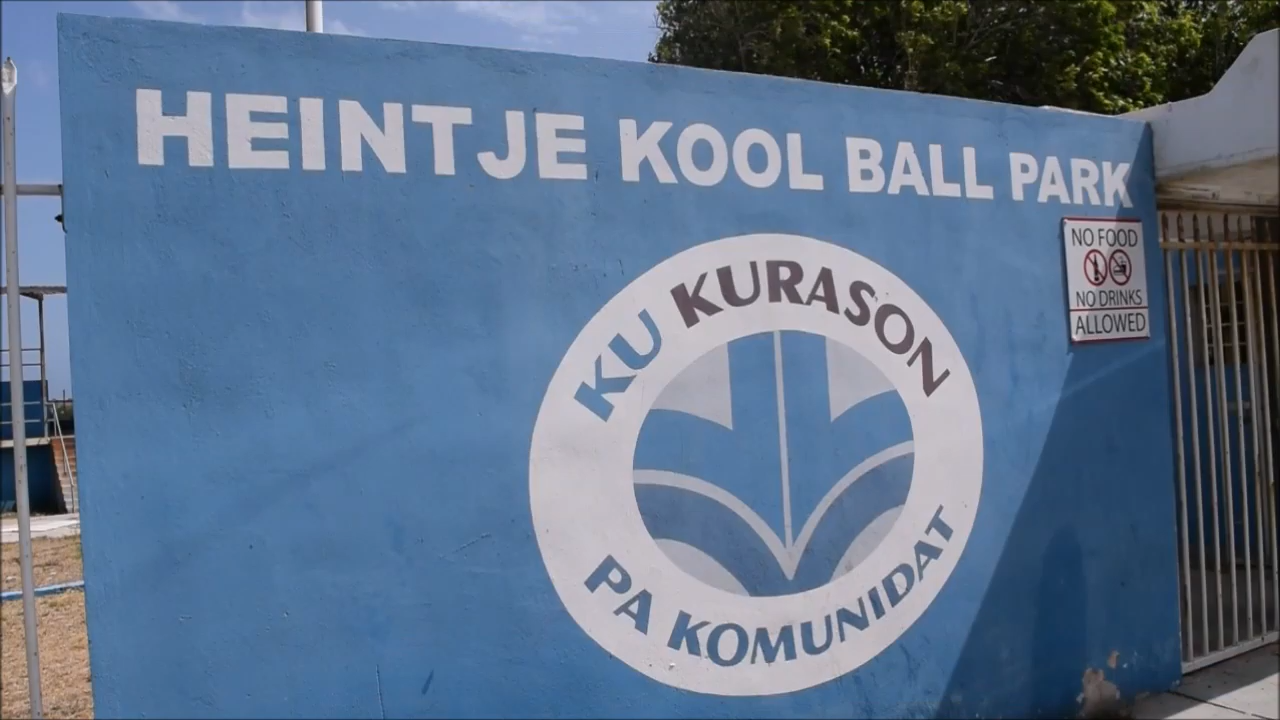 HEINTJE KOOL BALL PARK
KU KURASON
PA KOMUNIDAT
NO FOOD
NO DRINKS
ALLOWED